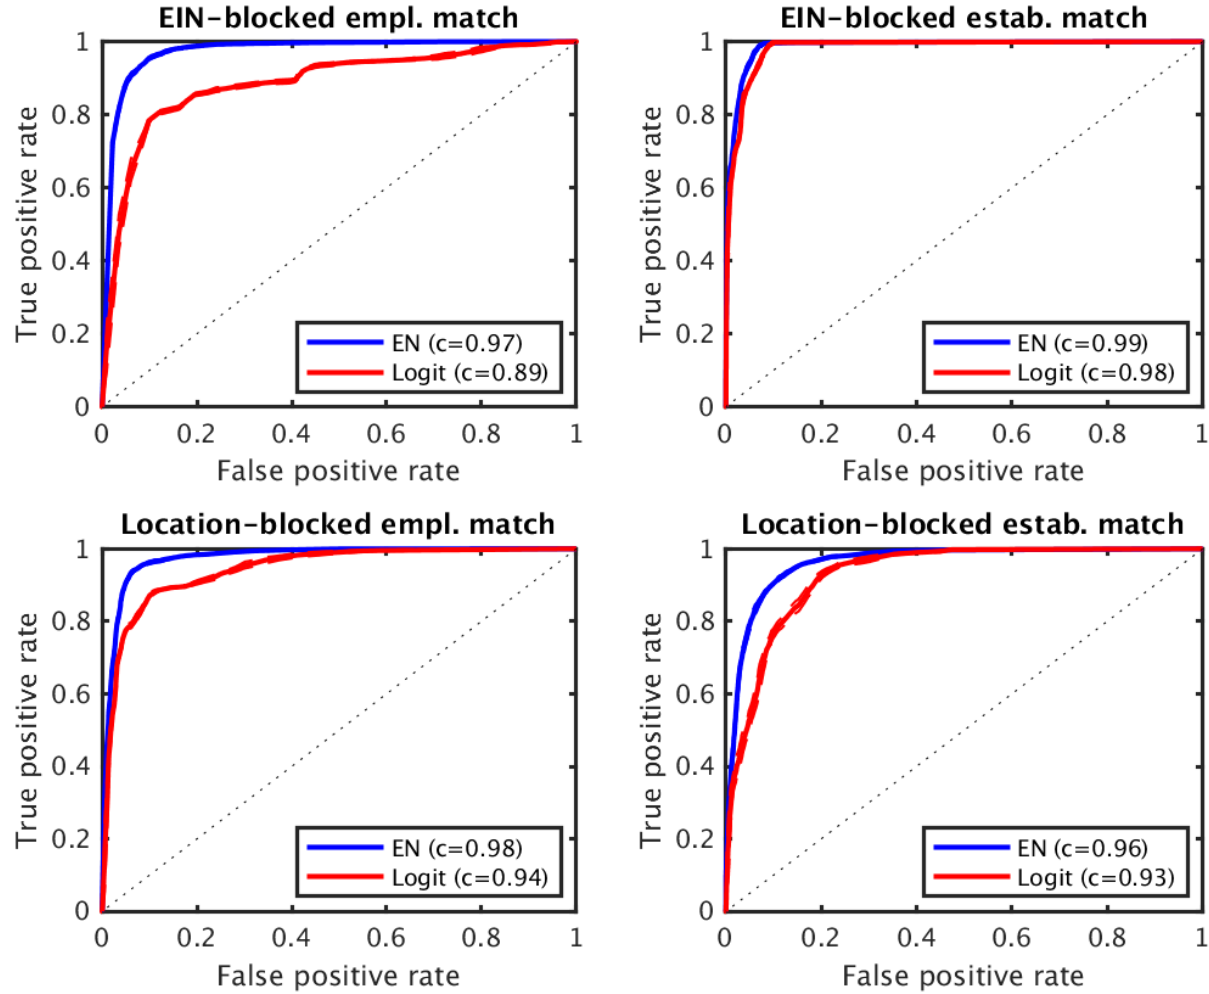 EIN-blocked empl. match
1
0.8
0.6
0.4
0.2
0
True positive rate
EN (c=0.97)
Logit (c=0.89)
0 0.2 0.4 0.6 0.8 1
False positive rate
EIN-blocked estab. match
1
0.8
0.6
0.4
0.2
0
True positive rate
EN (c=0.99)
Logit (c=0.98)
0 0.2 0.4 0.6 0.8 1
False positive rate
Location-blocked empl. match
1
0.8
0.6
0.4
0.2
0
True positive rate
EN (c=0.98)
Logit (c=0.94)
0 0.2 0.4 0.6 0.8 1
False positive rate
Location-blocked estab. match
1
0.8
0.6
0.4
0.2
0
True positive rate
EN (c=0.96)
Logit (c=0.93)
0 0.2 0.4 0.6 0.8 1
False positive rate